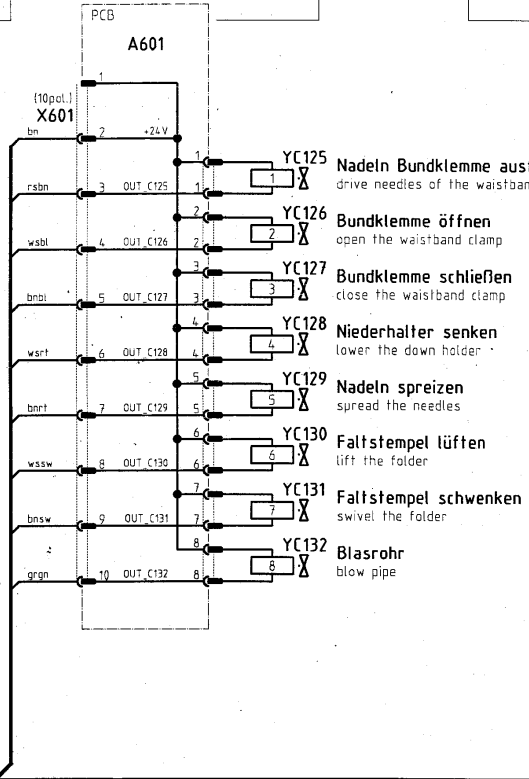 PCB
A601
1
(10pol.)
X601
bn 2 +24V
1 YC125 Nadeln Bundklemme
1 drive needles of the
rsbn 3 OUT_C125 1
2 YC126 Bundklemme öffnen
2 open the waistband clamp
wsbl 4 OUT_C126 2
3 YC127 Bundklemme schließen
3 close the waistband clamp
bnbl 5 OUT_C127 3
4 YC128 Niederhalter senken
4 lower the down holder
wsrt 6 OUT_C128 4
5 YC129 Nadeln spreizen
5 spread the needles
bnrt 7 OUT_C129 5
6 YC130 Faltstempel lüften
6 lift the folder
wssw 8 OUT_C130 6
7 YC131 Faltstempel schwenken
7 swivel the folder
bnsw 9 OUT_C131 7
8 YC132 Blasrohr
8 blow pipe
grgn 10 OUT_C132 8